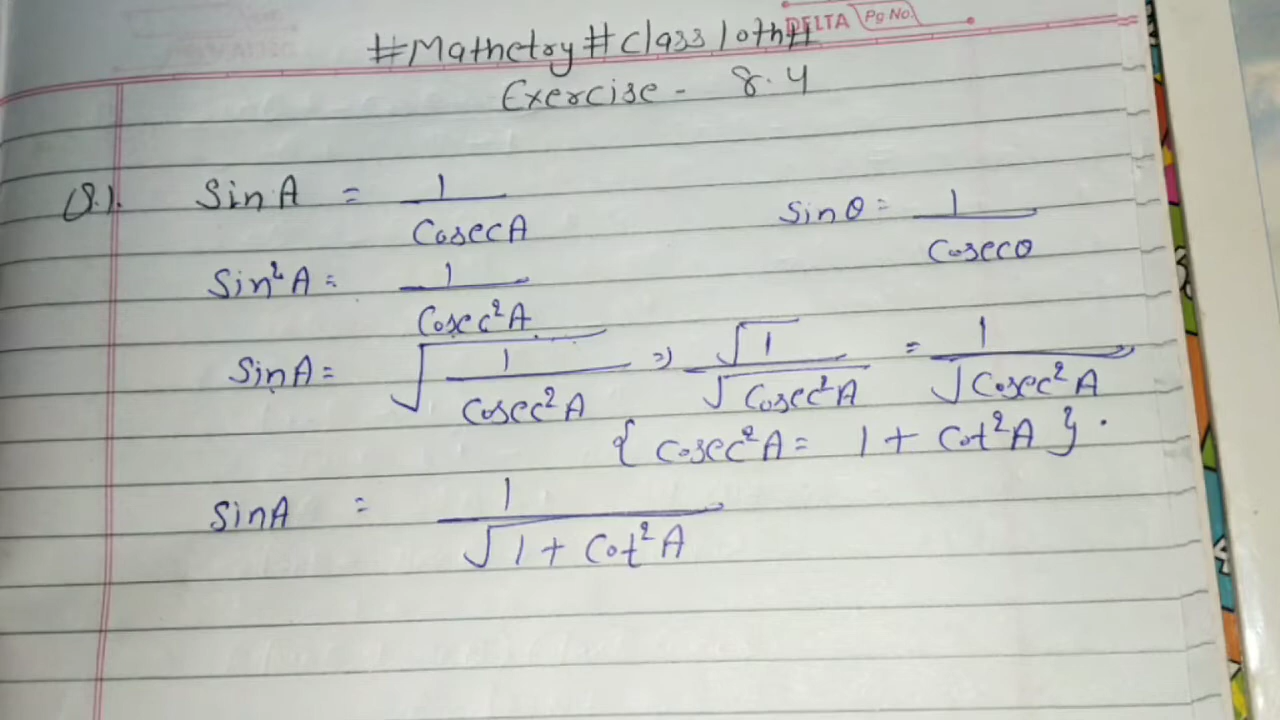 DELTA Pg No.
#Mathetry#Class10th#
Exercise - 8.4
Q.1. Sin A = 1/CosecA Sin θ = 1/Cosecθ
Sin²A = 1/Cosec²A
SinA = √(1/Cosec²A) => √1/√Cosec²A = 1/√Cosec²A
{ Cosec²A = 1 + Cot²A }.
SinA = 1/√(1 + Cot²A)